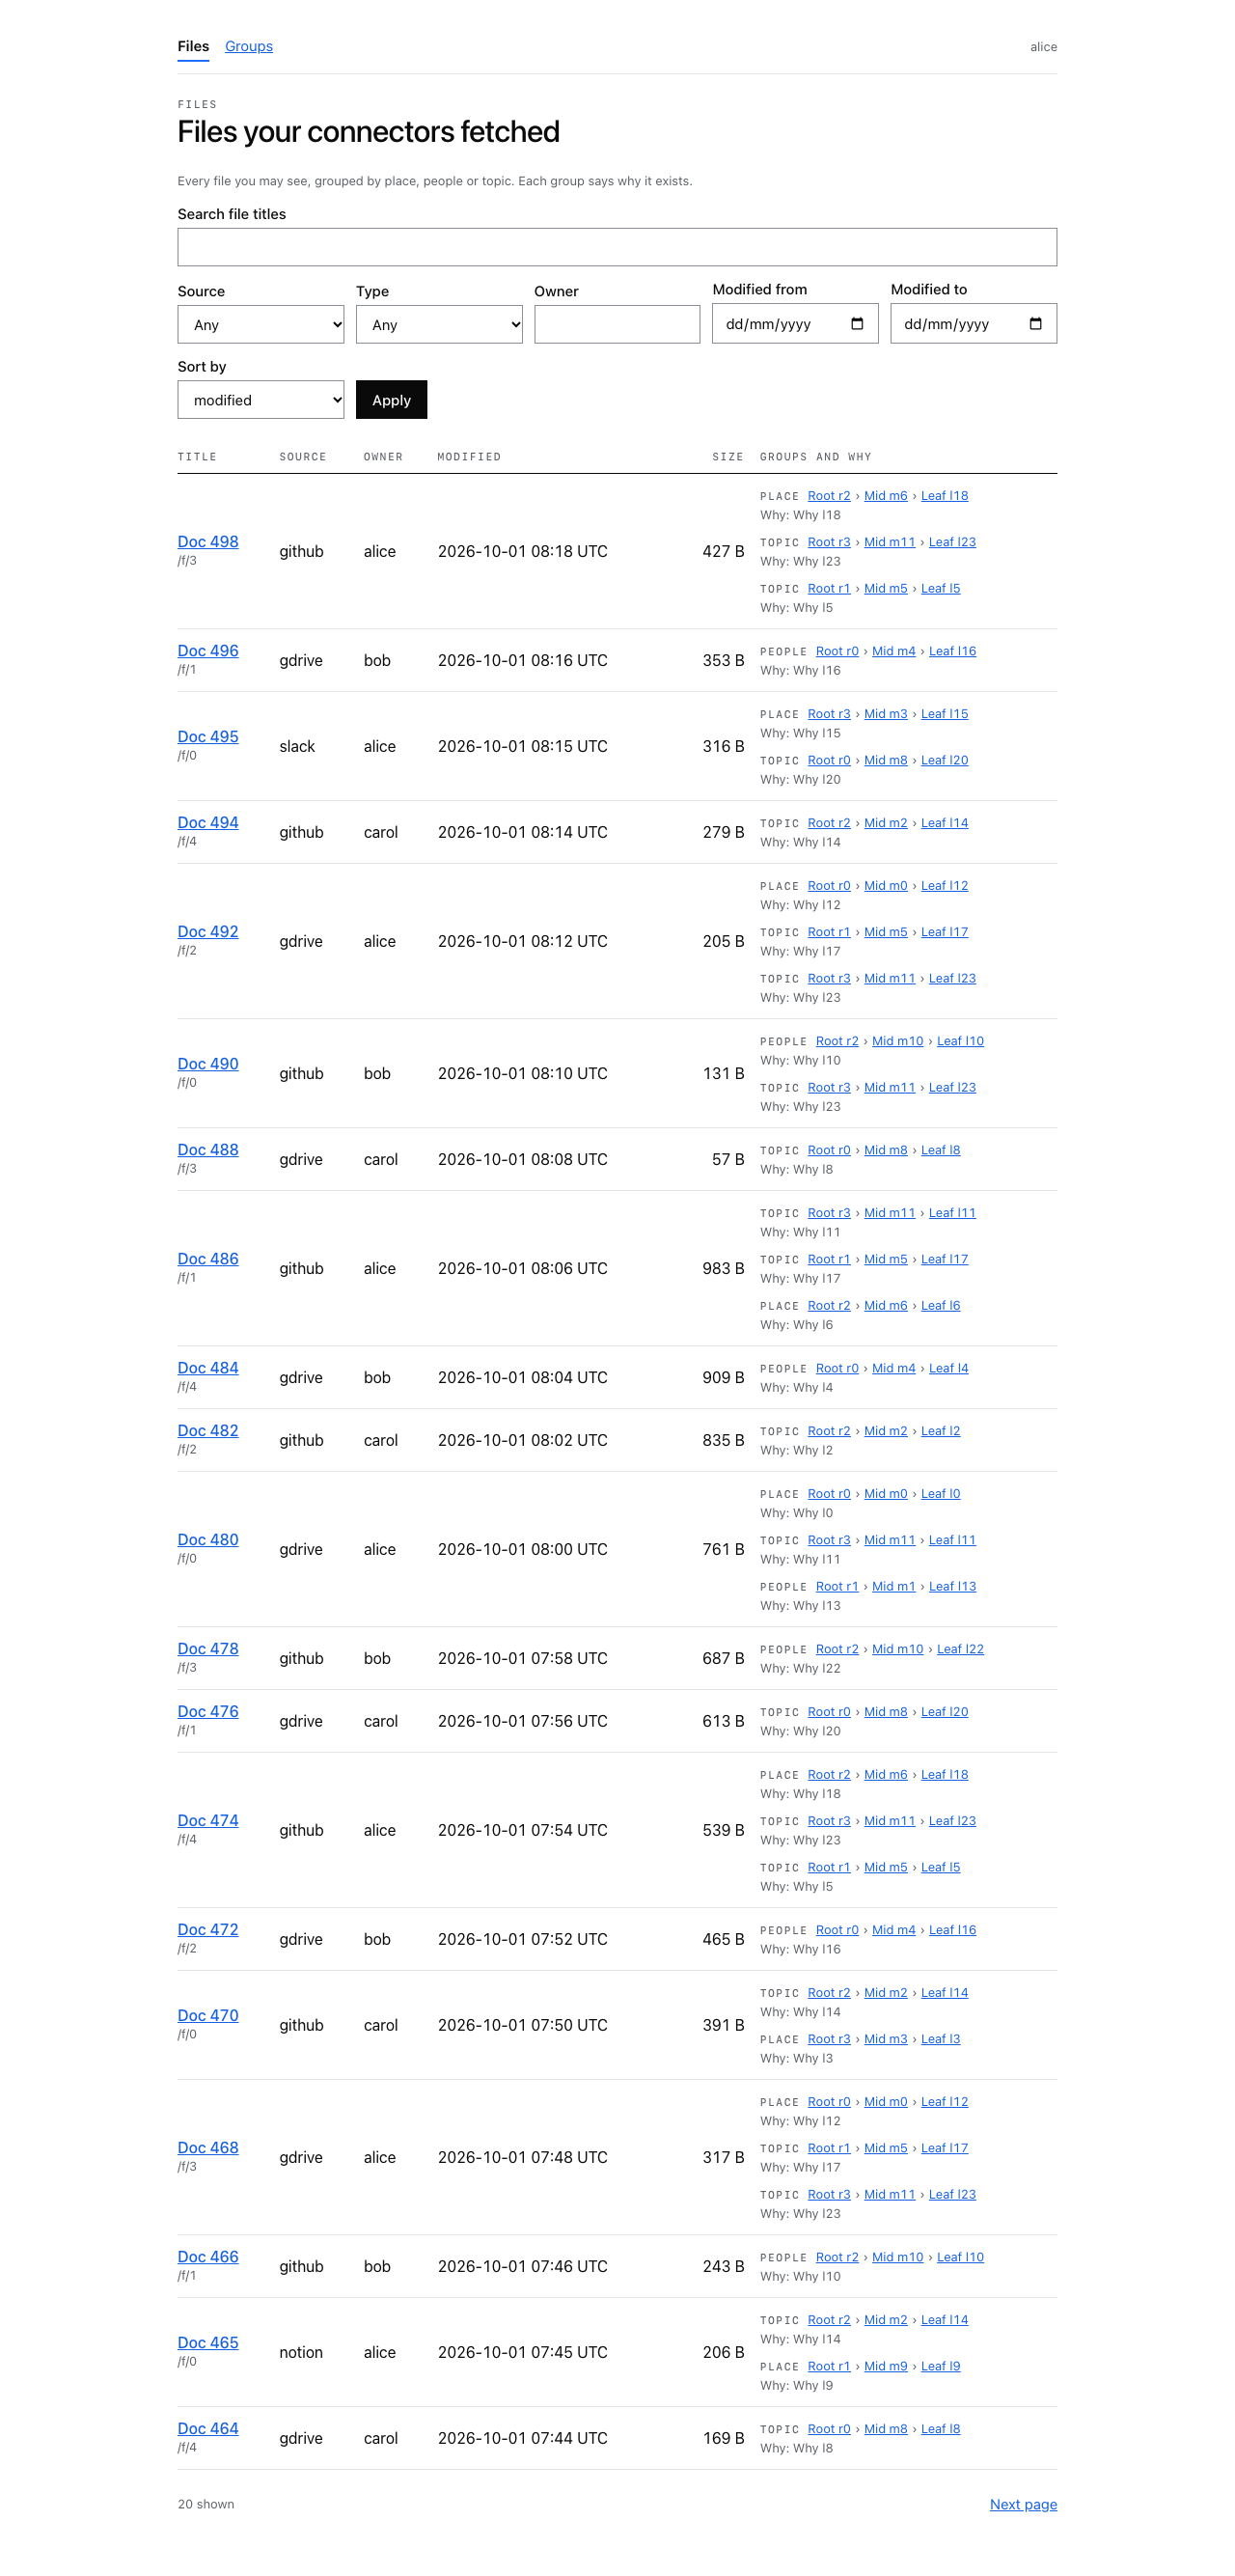 Files Groups alice
FILES
Files your connectors fetched
Every file you may see, grouped by place, people or topic. Each group says why it exists.
Search file titles
Source Type Owner Modified from Modified to
Any Any dd/mm/yyyy dd/mm/yyyy
Sort by
modified Apply
TITLE SOURCE OWNER MODIFIED SIZE GROUPS AND WHY
Doc 498 /f/3 github alice 2026-10-01 08:18 UTC 427 B
PLACE Root r2 › Mid m6 › Leaf l18
Why: Why l18
TOPIC Root r3 › Mid m11 › Leaf l23
Why: Why l23
TOPIC Root r1 › Mid m5 › Leaf l5
Why: Why l5
Doc 496 /f/1 gdrive bob 2026-10-01 08:16 UTC 353 B
PEOPLE Root r0 › Mid m4 › Leaf l16
Why: Why l16
Doc 495 /f/0 slack alice 2026-10-01 08:15 UTC 316 B
PLACE Root r3 › Mid m3 › Leaf l15
Why: Why l15
TOPIC Root r0 › Mid m8 › Leaf l20
Why: Why l20
Doc 494 /f/4 github carol 2026-10-01 08:14 UTC 279 B
TOPIC Root r2 › Mid m2 › Leaf l14
Why: Why l14
Doc 492 /f/2 gdrive alice 2026-10-01 08:12 UTC 205 B
PLACE Root r0 › Mid m0 › Leaf l12
Why: Why l12
TOPIC Root r1 › Mid m5 › Leaf l17
Why: Why l17
TOPIC Root r3 › Mid m11 › Leaf l23
Why: Why l23
Doc 490 /f/0 github bob 2026-10-01 08:10 UTC 131 B
PEOPLE Root r2 › Mid m10 › Leaf l10
Why: Why l10
TOPIC Root r3 › Mid m11 › Leaf l23
Why: Why l23
Doc 488 /f/3 gdrive carol 2026-10-01 08:08 UTC 57 B
TOPIC Root r0 › Mid m8 › Leaf l8
Why: Why l8
Doc 486 /f/1 github alice 2026-10-01 08:06 UTC 983 B
TOPIC Root r3 › Mid m11 › Leaf l11
Why: Why l11
TOPIC Root r1 › Mid m5 › Leaf l17
Why: Why l17
PLACE Root r2 › Mid m6 › Leaf l6
Why: Why l6
Doc 484 /f/4 gdrive bob 2026-10-01 08:04 UTC 909 B
PEOPLE Root r0 › Mid m4 › Leaf l4
Why: Why l4
Doc 482 /f/2 github carol 2026-10-01 08:02 UTC 835 B
TOPIC Root r2 › Mid m2 › Leaf l2
Why: Why l2
Doc 480 /f/0 gdrive alice 2026-10-01 08:00 UTC 761 B
PLACE Root r0 › Mid m0 › Leaf l0
Why: Why l0
TOPIC Root r3 › Mid m11 › Leaf l11
Why: Why l11
PEOPLE Root r1 › Mid m1 › Leaf l13
Why: Why l13
Doc 478 /f/3 github bob 2026-10-01 07:58 UTC 687 B
PEOPLE Root r2 › Mid m10 › Leaf l22
Why: Why l22
Doc 476 /f/1 gdrive carol 2026-10-01 07:56 UTC 613 B
TOPIC Root r0 › Mid m8 › Leaf l20
Why: Why l20
Doc 474 /f/4 github alice 2026-10-01 07:54 UTC 539 B
PLACE Root r2 › Mid m6 › Leaf l18
Why: Why l18
TOPIC Root r3 › Mid m11 › Leaf l23
Why: Why l23
TOPIC Root r1 › Mid m5 › Leaf l5
Why: Why l5
Doc 472 /f/2 gdrive bob 2026-10-01 07:52 UTC 465 B
PEOPLE Root r0 › Mid m4 › Leaf l16
Why: Why l16
Doc 470 /f/0 github carol 2026-10-01 07:50 UTC 391 B
TOPIC Root r2 › Mid m2 › Leaf l14
Why: Why l14
PLACE Root r3 › Mid m3 › Leaf l3
Why: Why l3
Doc 468 /f/3 gdrive alice 2026-10-01 07:48 UTC 317 B
PLACE Root r0 › Mid m0 › Leaf l12
Why: Why l12
TOPIC Root r1 › Mid m5 › Leaf l17
Why: Why l17
TOPIC Root r3 › Mid m11 › Leaf l23
Why: Why l23
Doc 466 /f/1 github bob 2026-10-01 07:46 UTC 243 B
PEOPLE Root r2 › Mid m10 › Leaf l10
Why: Why l10
Doc 465 /f/0 notion alice 2026-10-01 07:45 UTC 206 B
TOPIC Root r2 › Mid m2 › Leaf l14
Why: Why l14
PLACE Root r1 › Mid m9 › Leaf l9
Why: Why l9
Doc 464 /f/4 gdrive carol 2026-10-01 07:44 UTC 169 B
TOPIC Root r0 › Mid m8 › Leaf l8
Why: Why l8
20 shown Next page